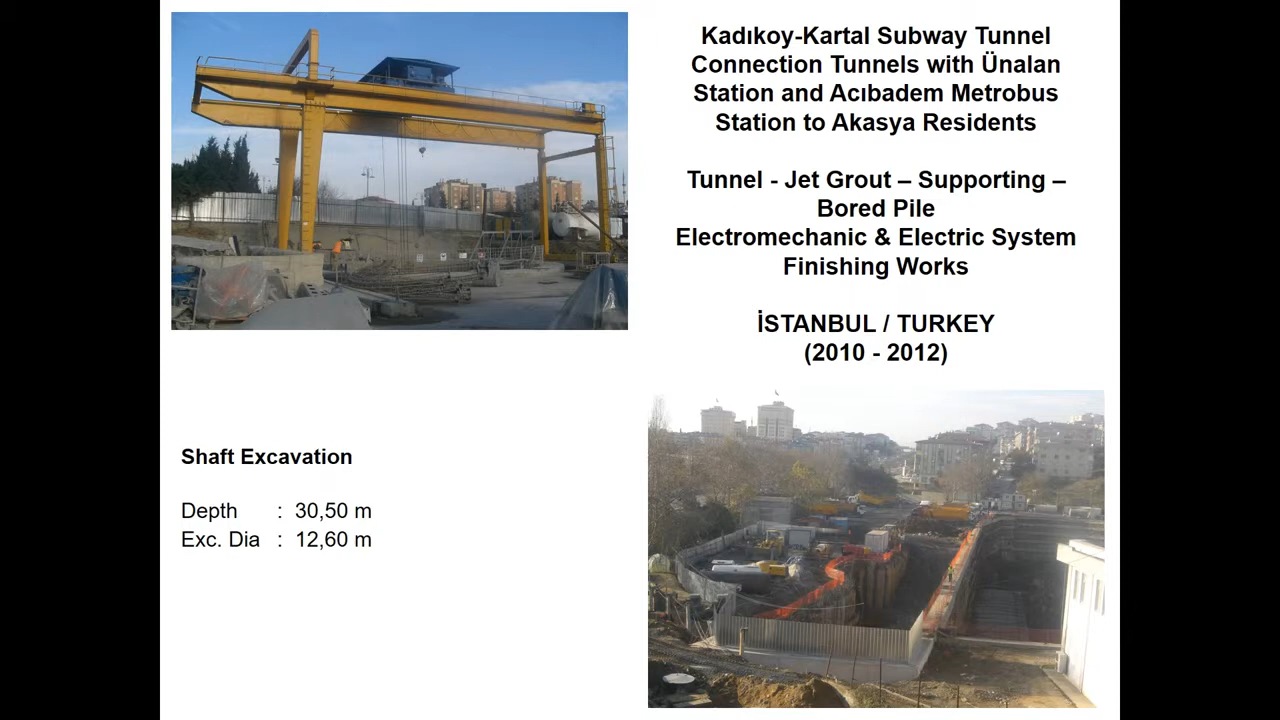 Kadıkoy-Kartal Subway Tunnel
Connection Tunnels with Ünalan
Station and Acıbadem Metrobus
Station to Akasya Residents
Tunnel - Jet Grout – Supporting –
Bored Pile
Electromechanic & Electric System
Finishing Works
İSTANBUL / TURKEY
(2010 - 2012)
Shaft Excavation
Depth : 30,50 m
Exc. Dia : 12,60 m